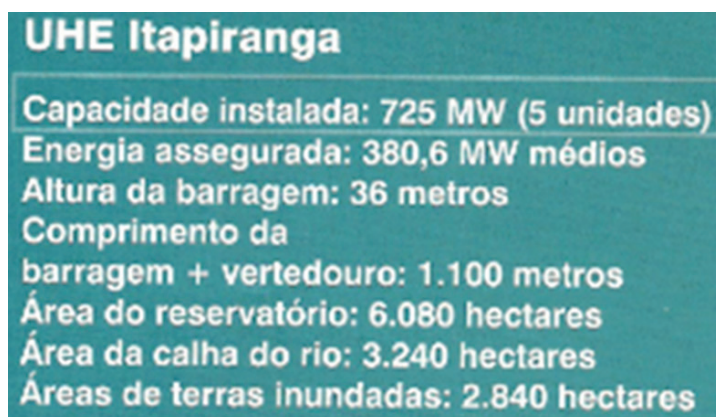 UHE Itapiranga
Capacidade instalada: 725 MW (5 unidades)
Energia assegurada: 380,6 MW médios
Altura da barragem: 36 metros
Comprimento da
barragem + vertedouro: 1.100 metros
Área do reservatório: 6.080 hectares
Área da calha do rio: 3.240 hectares
Áreas de terras inundadas: 2.840 hectares